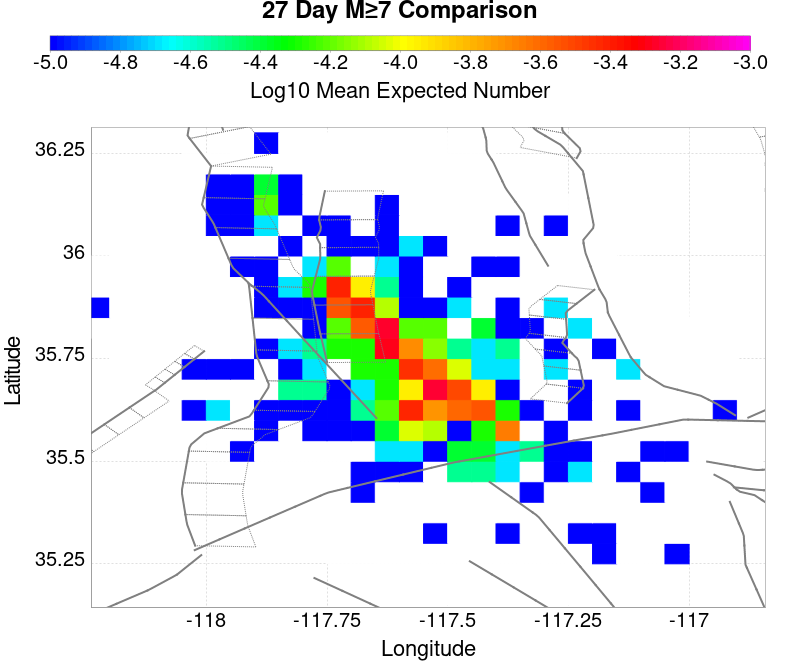 27 Day M≥7 Comparison
-5.0 -4.8 -4.6 -4.4 -4.2 -4.0 -3.8 -3.6 -3.4 -3.2 -3.0
Log10 Mean Expected Number
36.25
36
35.75
35.5
35.25
Latitude
-118 -117.75 -117.5 -117.25 -117
Longitude